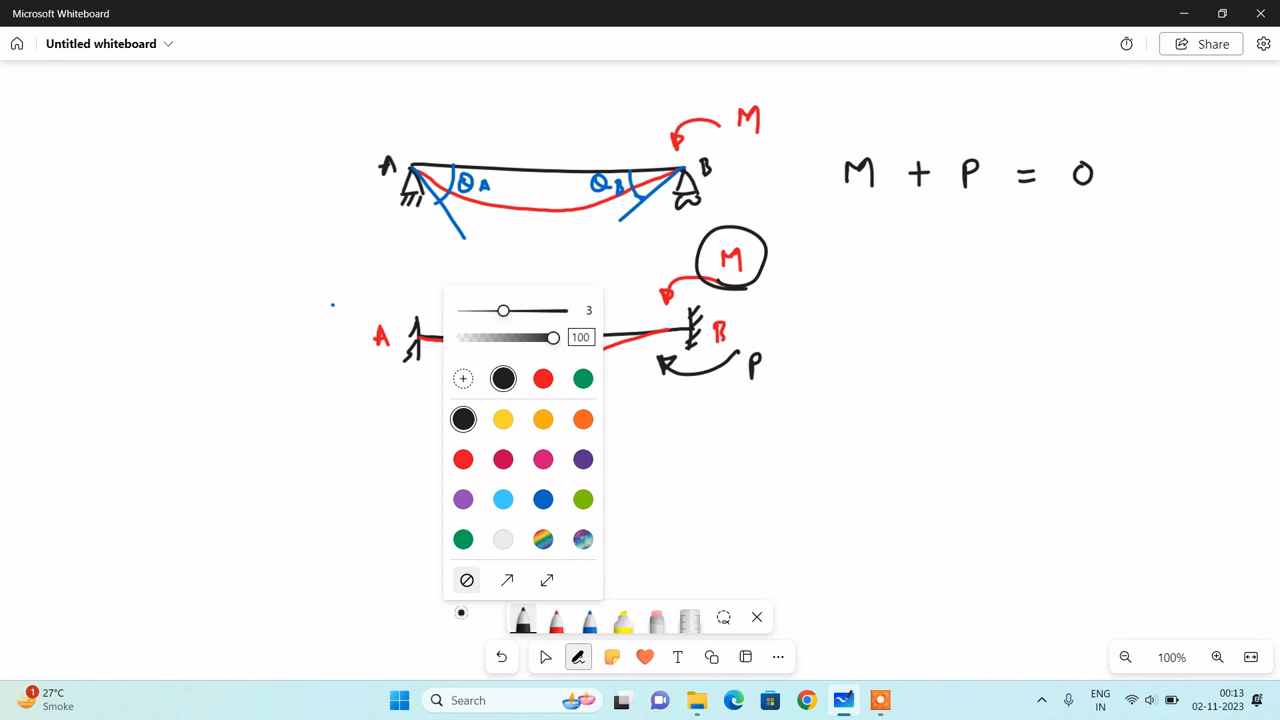 Microsoft Whiteboard
Untitled whiteboard
Share
M
A B
θA θB
M + P = 0
M
A B
P
3
100
100%
1
27°C
Smoke
Search
ENG
IN
00:13
02-11-2023